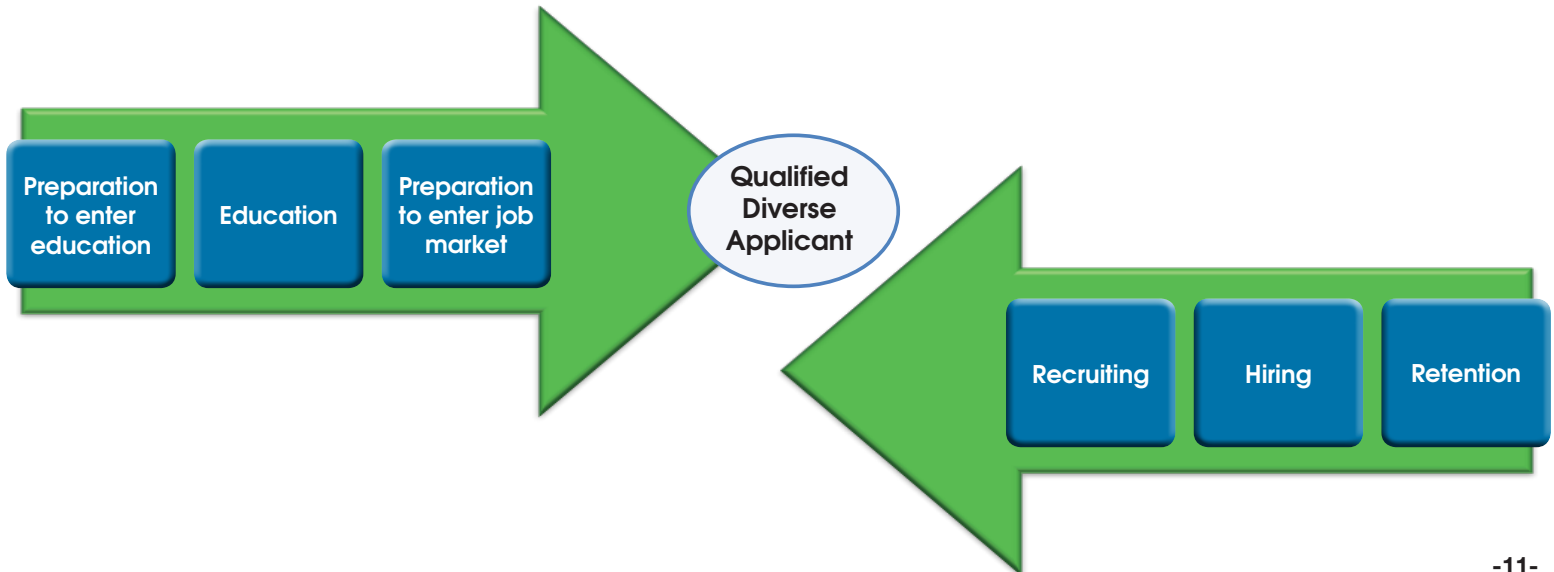 Preparation
to enter
education
Education
Preparation
to enter job
market
Qualified
Diverse
Applicant
Recruiting
Hiring
Retention
-11-